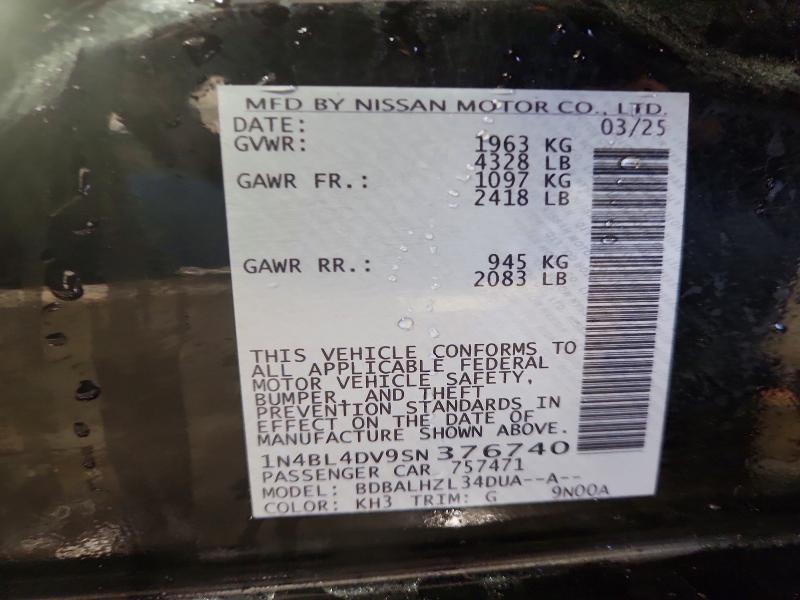 MFD BY NISSAN MOTOR CO., LTD.
DATE: 03/25
GVWR: 1963 KG
4328 LB
GAWR FR.: 1097 KG
2418 LB
GAWR RR.: 945 KG
2083 LB
THIS VEHICLE CONFORMS TO
ALL APPLICABLE FEDERAL
MOTOR VEHICLE SAFETY,
BUMPER, AND THEFT
PREVENTION STANDARDS IN
EFFECT ON THE DATE OF
MANUFACTURE SHOWN ABOVE.
1N4BL4DV9SN376740
PASSENGER CAR 757471
MODEL: BDBALHZL34DUA--A--
COLOR: KH3 TRIM: G 9N00A